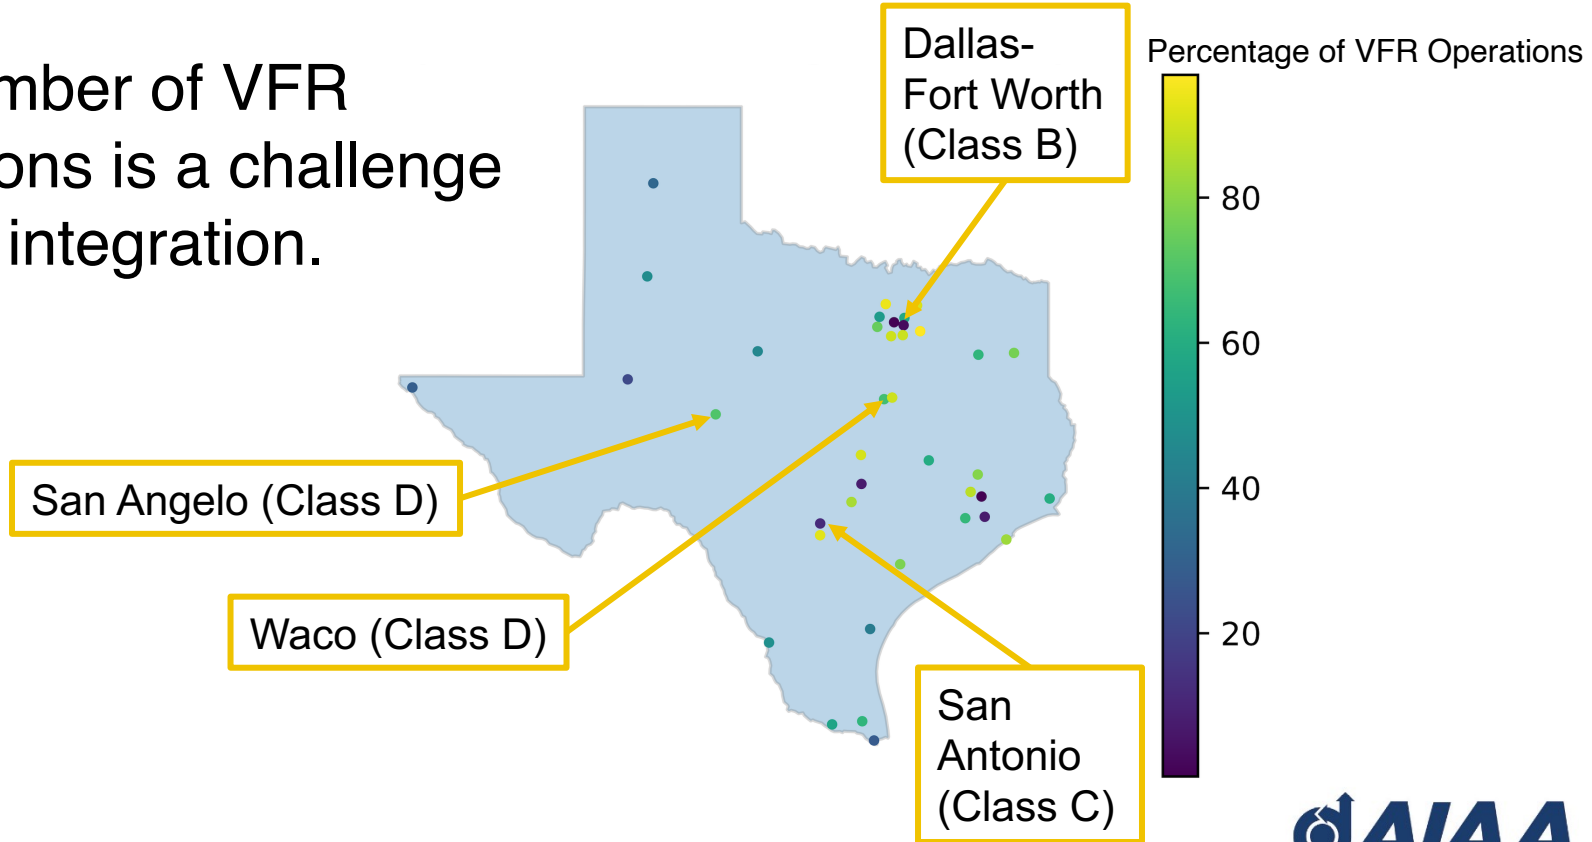 mber of VFR
ons is a challenge
integration.
Dallas-
Fort Worth
(Class B)
Percentage of VFR Operations
80
60
40
20
San Angelo (Class D)
Waco (Class D)
San
Antonio
(Class C)
AIAA